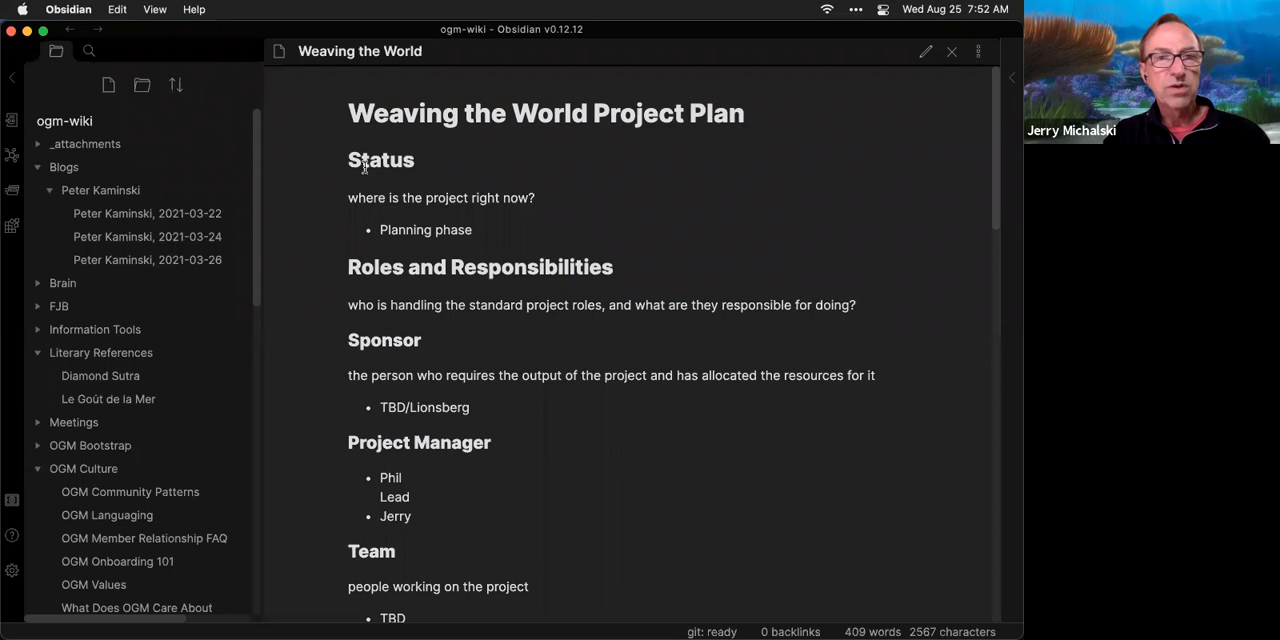 Obsidian Edit View Help Wed Aug 25 7:52 AM
ogm-wiki - Obsidian v0.12.12
Weaving the World
ogm-wiki
_attachments
Blogs
Peter Kaminski
Peter Kaminski, 2021-03-22
Peter Kaminski, 2021-03-24
Peter Kaminski, 2021-03-26
Brain
FJB
Information Tools
Literary References
Diamond Sutra
Le Goût de la Mer
Meetings
OGM Bootstrap
OGM Culture
OGM Community Patterns
OGM Languaging
OGM Member Relationship FAQ
OGM Onboarding 101
OGM Values
What Does OGM Care About
Weaving the World Project Plan
Status
where is the project right now?
Planning phase
Roles and Responsibilities
who is handling the standard project roles, and what are they responsible for doing?
Sponsor
the person who requires the output of the project and has allocated the resources for it
TBD/Lionsberg
Project Manager
Phil
Lead
Jerry
Team
people working on the project
TBD
git: ready 0 backlinks 409 words 2567 characters
Jerry Michalski